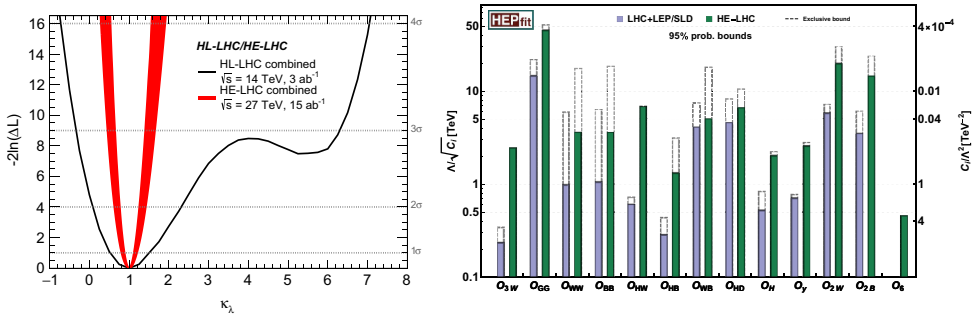 HL-LHC/HE-LHC
HL-LHC combined
√s = 14 TeV, 3 ab⁻¹
HE-LHC combined
√s = 27 TeV, 15 ab⁻¹
-2ln(ΔL)
16
14
12
10
8
6
4
2
0
4σ
3σ
2σ
1σ
−1 0 1 2 3 4 5 6 7 8
κλ
HEPfit
LHC+LEP/SLD HE-LHC Exclusive bound
95% prob. bounds
Λ/√Cᵢ [TeV]
50
10
5
1
0.5
0.1
4×10⁻⁴
0.01
0.04
1
4
Cᵢ/Λ² [TeV⁻²]
O3W OGG OWW OBB OHW OHB OWB OHD OH Oy O2W O2B O6